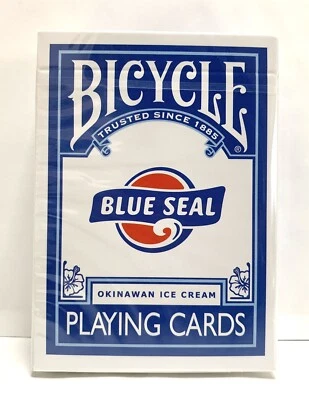 BICYCLE
®
TRUSTED SINCE 1885
BLUE SEAL
OKINAWAN ICE CREAM
PLAYING CARDS